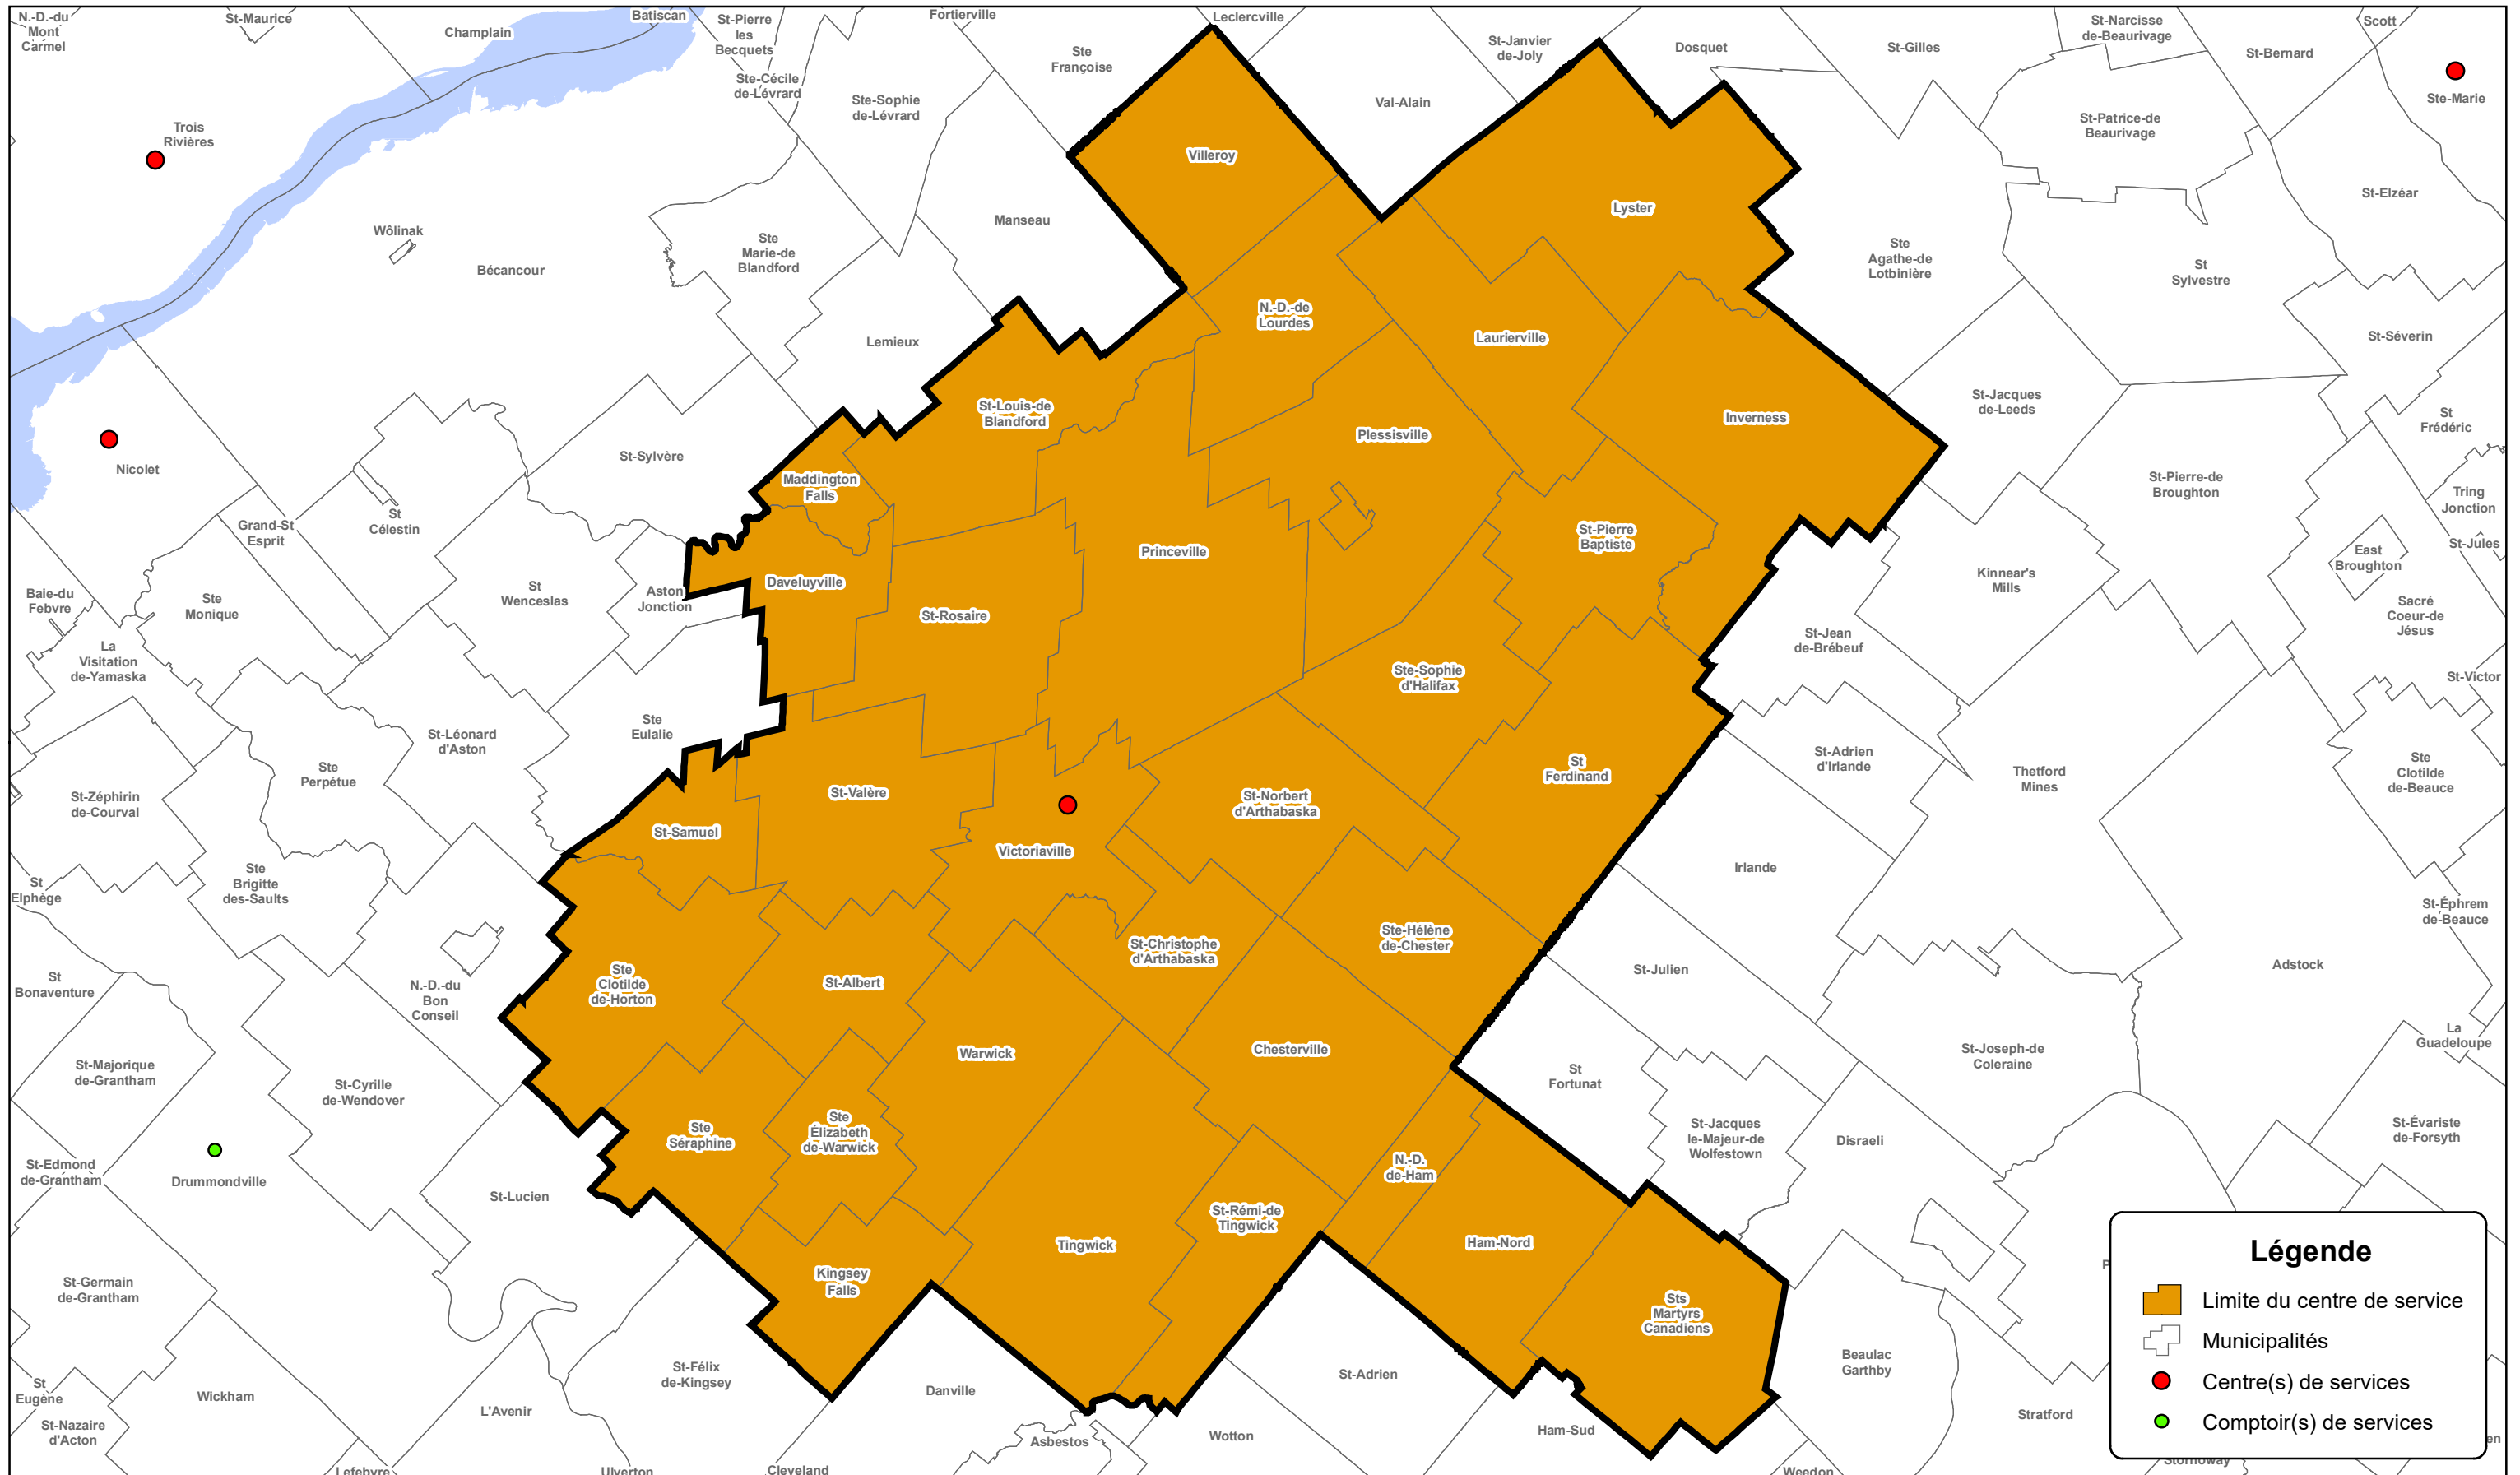 N.-D.-du
Mont
Carmel
St-Maurice
Champlain
Batiscan
St-Pierre
les
Becquets
Fortierville
Leclercville
Ste
Françoise
St-Janvier
de-Joly
Dosquet
St-Gilles
St-Narcisse
de-Beaurivage
Scott
St-Bernard
Ste-Marie
Ste-Cécile
de-Lévrard
Ste-Sophie
de-Lévrard
Val-Alain
St-Patrice-de
Beaurivage
Trois
Rivières
Villeroy
Lyster
St-Elzéar
Manseau
Wôlinak
Bécancour
Ste
Marie-de
Blandford
Ste
Agathe-de
Lotbinière
St
Sylvestre
N.-D.-de
Lourdes
Laurierville
Lemieux
St-Séverin
St-Jacques
de-Leeds
St-Louis-de
Blandford
Inverness
St
Frédéric
Plessisville
Nicolet
St-Sylvère
Maddington
Falls
St-Pierre-de
Broughton
Tring
Jonction
Grand-St
Esprit
St
Célestin
St-Pierre
Baptiste
Princeville
St-Jules
East
Broughton
Daveluyville
Kinnear's
Mills
Baie-du
Febvre
Ste
Monique
St
Wenceslas
Aston
Jonction
St-Rosaire
Sacré
Coeur-de
Jésus
St-Jean
de-Brébeuf
La
Visitation
de-Yamaska
Ste-Sophie
d'Halifax
St-Victor
St-Léonard
d'Aston
Ste
Eulalie
St-Adrien
d'Irlande
St
Ferdinand
Thetford
Mines
Ste
Clotilde
de-Beauce
Ste
Perpétue
St-Zéphirin
de-Courval
St-Valère
St-Norbert
d'Arthabaska
St-Samuel
Victoriaville
Irlande
St
Elphège
Ste
Brigitte
des-Saults
St-Éphrem
de-Beauce
Ste-Hélène
de-Chester
St-Christophe
d'Arthabaska
St-Julien
Adstock
St
Bonaventure
N.-D.-du
Bon
Conseil
Ste
Clotilde
de-Horton
St-Albert
La
Guadeloupe
Warwick
Chesterville
St-Joseph-de
Coleraine
St-Majorique
de-Grantham
St-Cyrille
de-Wendover
St
Fortunat
Ste
Séraphine
Ste
Élizabeth
de-Warwick
St-Jacques
le-Majeur-de
Wolfestown
Disraeli
St-Évariste
de-Forsyth
St-Edmond
de-Grantham
Drummondville
St-Lucien
N.-D.
de-Ham
St-Rémi-de
Tingwick
Tingwick
Ham-Nord
St-Germain
de-Grantham
Kingsey
Falls
Sts
Martyrs
Canadiens
P
Légende
Limite du centre de service
Municipalités
Centre(s) de services
Comptoir(s) de services
St
Eugène
Wickham
St-Félix
de-Kingsey
Danville
St-Adrien
Beaulac
Garthby
Stratford
St-Nazaire
d'Acton
L'Avenir
Asbestos
Wotton
Ham-Sud
en
Lefebvre
Ulverton
Cleveland
Weedon
Stornoway